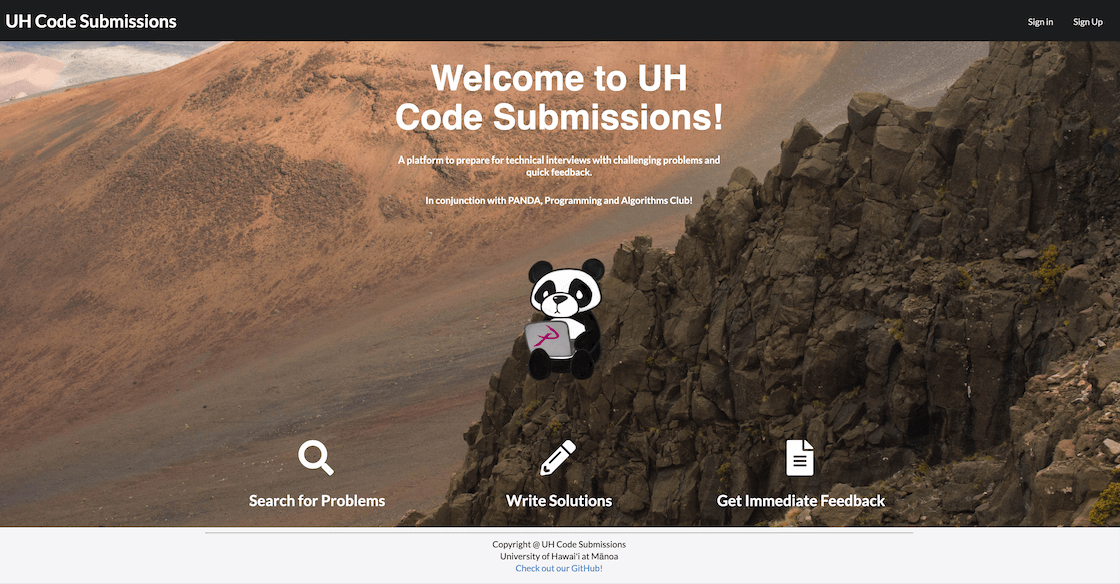 UH Code Submissions
Sign in
Sign Up
Welcome to UH
Code Submissions!
A platform to prepare for technical interviews with challenging problems and
quick feedback.
In conjunction with PANDA, Programming and Algorithms Club!
Search for Problems
Write Solutions
Get Immediate Feedback
Copyright @ UH Code Submissions
University of Hawai'i at Mānoa
Check out our GitHub!